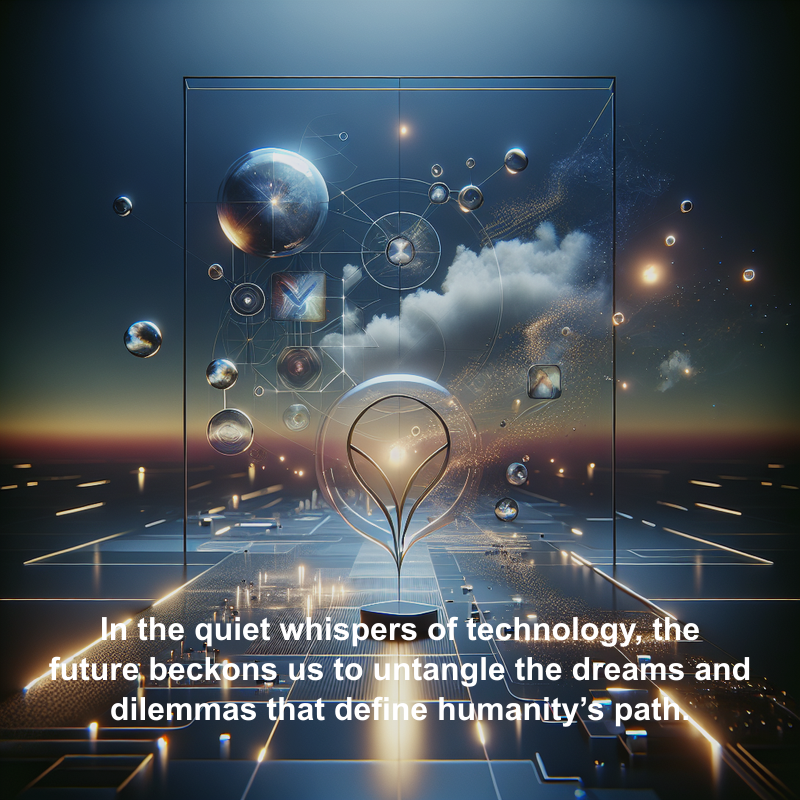 In the quiet whispers of technology, the
future beckons us to untangle the dreams and
dilemmas that define humanity’s path.